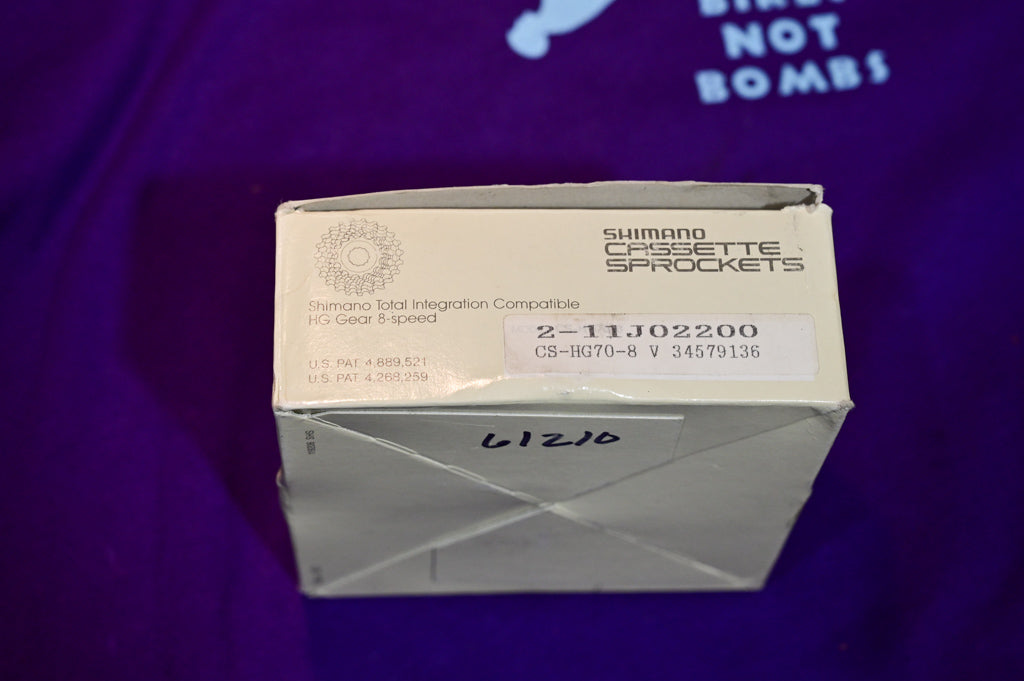 NOT
BOMBS
SHIMANO
CASSETTE
SPROCKETS
Shimano Total Integration Compatible
HG Gear 8-speed
2-11J02200
CS-HG70-8 V 34579136
U.S. PAT 4,889,521
U.S. PAT 4,268,259
61210